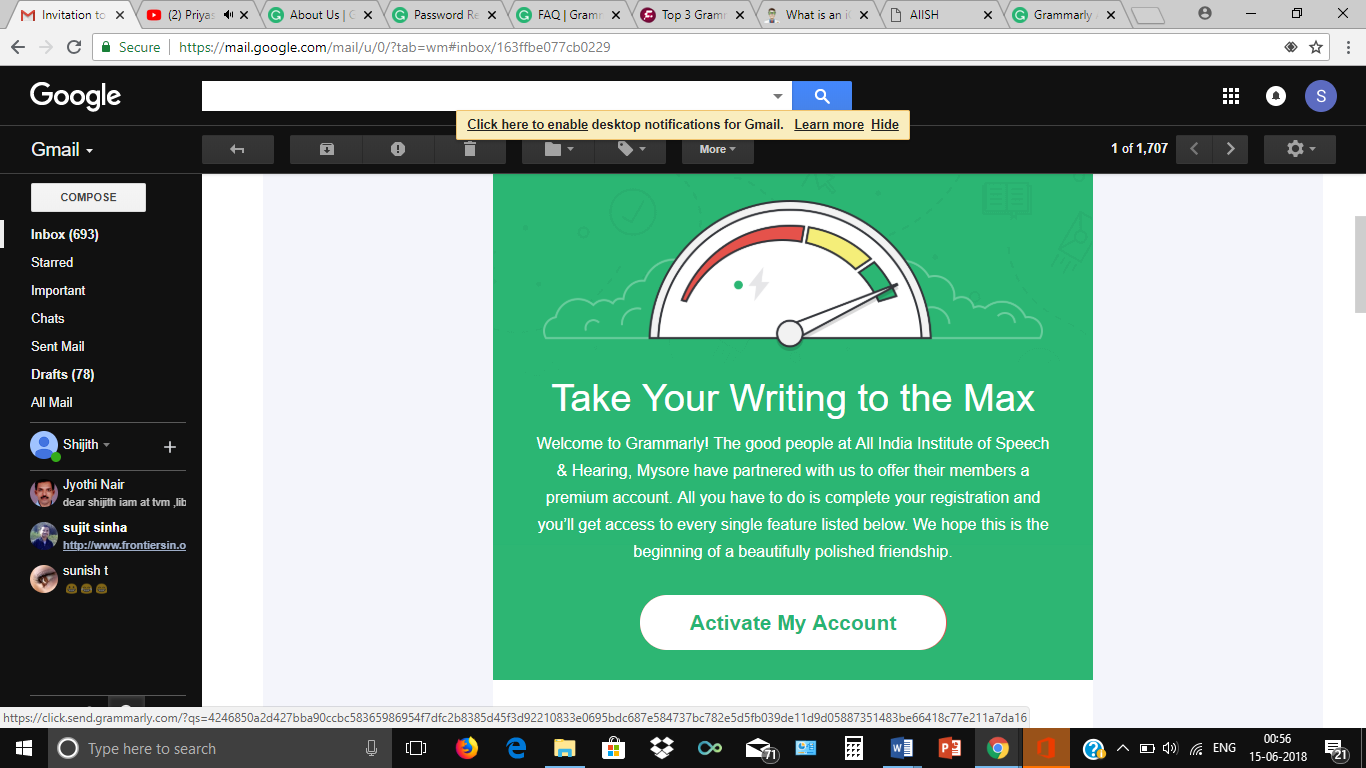 Invitation to
(2) Priyas
About Us | G
Password Re
FAQ | Gramm
Top 3 Gramm
What is an i
AIISH
Grammarly
Secure
https://mail.google.com/mail/u/0/?tab=wm#inbox/163ffbe077cb0229
Google
S
Click here to enable desktop notifications for Gmail. Learn more Hide
Gmail
More
1 of 1,707
COMPOSE
Inbox (693)
Starred
Important
Chats
Sent Mail
Drafts (78)
All Mail
Shijith
Jyothi Nair
dear shijith iam at tvm ,lib
sujit sinha
http://www.frontiersin.o
sunish t
Take Your Writing to the Max
Welcome to Grammarly! The good people at All India Institute of Speech
& Hearing, Mysore have partnered with us to offer their members a
premium account. All you have to do is complete your registration and
you'll get access to every single feature listed below. We hope this is the
beginning of a beautifully polished friendship.
Activate My Account
https://click.send.grammarly.com/?qs=4246850a2d427bba90ccbc58365986954f7dfc2b8385d45f3d92210833e0695bdc687e584737bc782e5d5fb039de11d9d05887351483be66418c77e211a7da16
Type here to search
71
ENG
00:56
15-06-2018
21